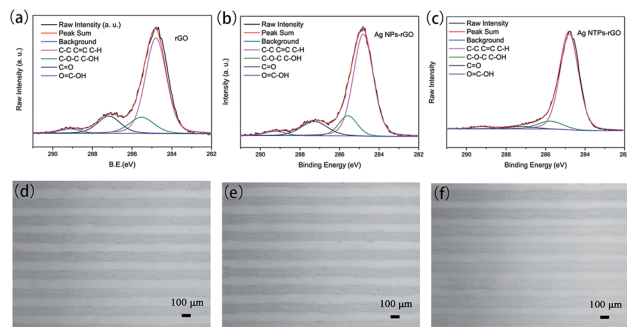 (a)
Raw Intensity (a. u.)
Peak Sum
Background
C-C C=C C-H
C-O-C C-OH
C=O
O=C-OH
rGO
Raw Intensity (a. u.)
290 288 286 284 282
B.E.(eV)
(b)
Raw Intensity
Peak Sum
Background
C-C C=C C-H
C-O-C C-OH
C=O
O=C-OH
Ag NPs-rGO
Intensity (a. u.)
290 288 286 284 282
Binding Energy (eV)
(c)
Raw Intensity
Peak Sum
Background
C-C C=C C-H
C-O-C C-OH
C=O
O=C-OH
Ag NTPs-rGO
Raw Intensity
290 288 286 284 28
Binding Energy (eV)
(d)
100 μm
(e)
100 μm
(f)
100 μm